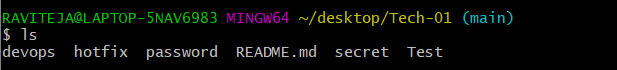 RAVITEJA@LAPTOP-5NAV6983 MINGW64 ~/desktop/Tech-01 (main)
$ ls
devops  hotfix  password  README.md  secret  Test